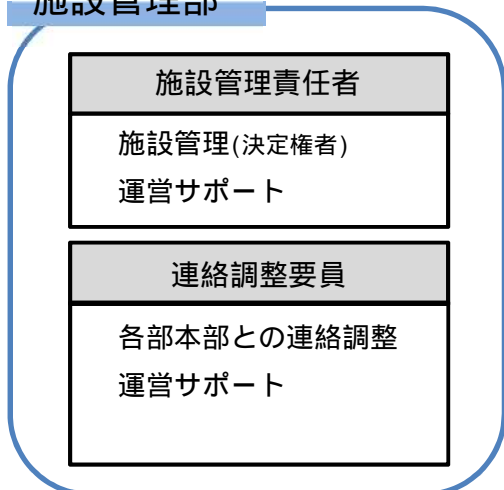 施設管理部
施設管理責任者
施設管理(決定権者)
運営サポート
連絡調整要員
各部本部との連絡調整
運営サポート